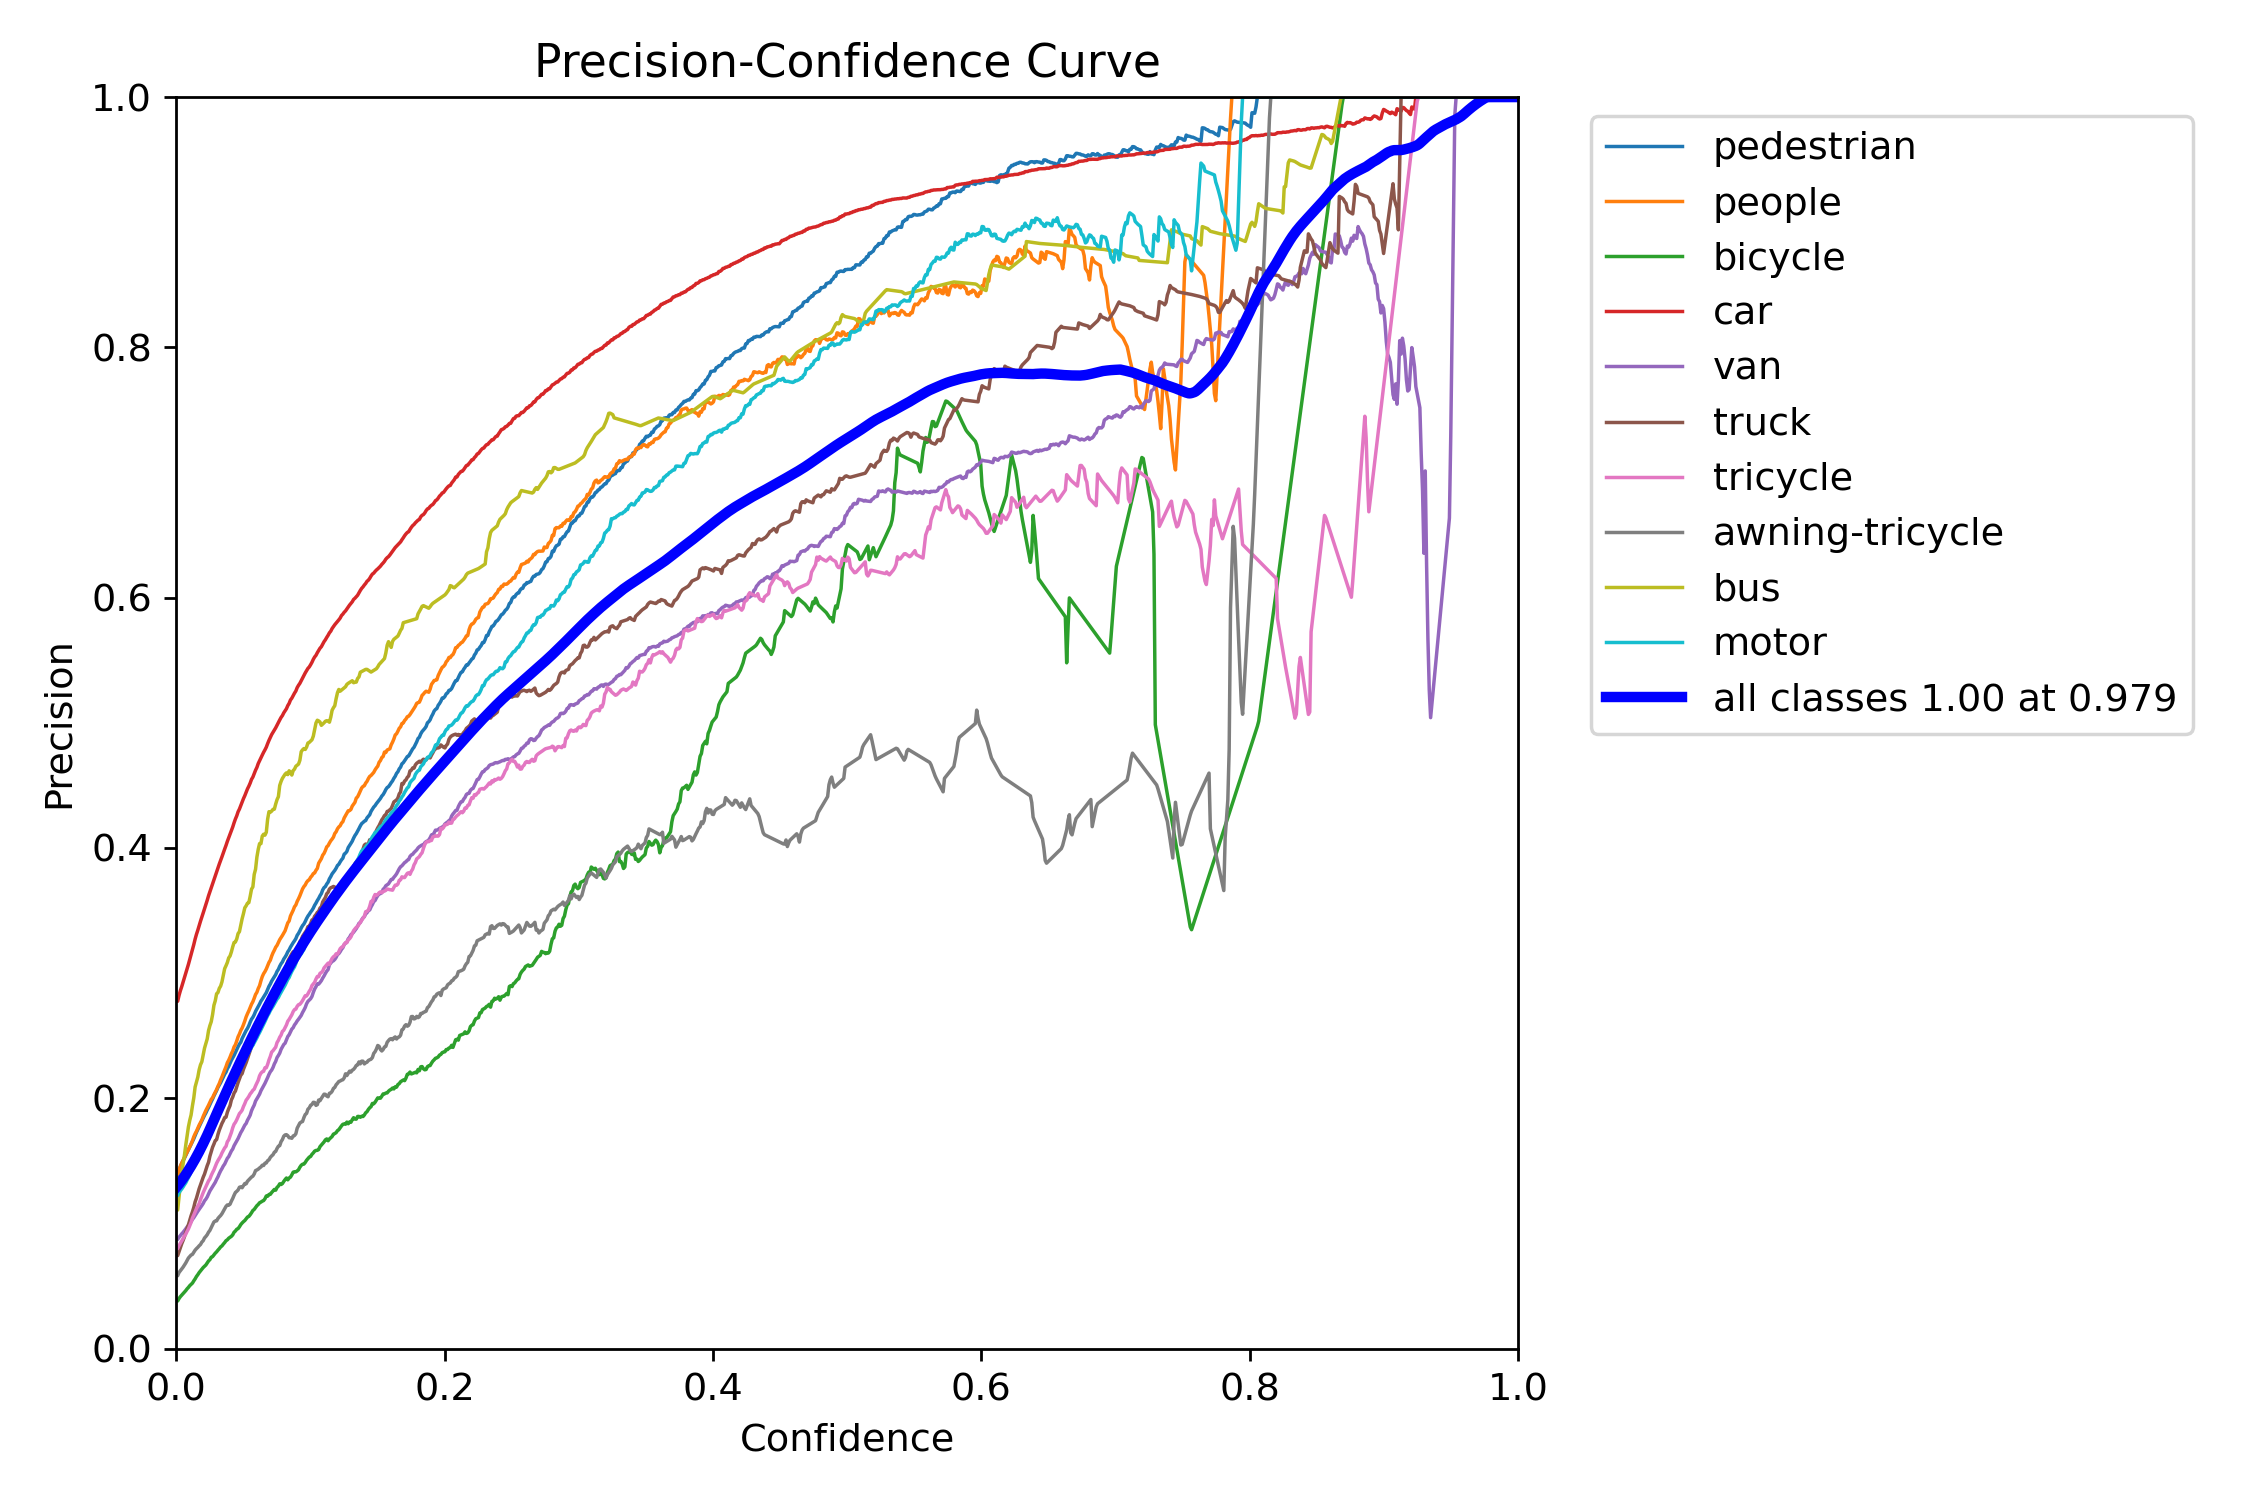 Precision-Confidence Curve
1.0
0.8
0.6
0.4
0.2
0.0
Precision
0.0 0.2 0.4 0.6 0.8 1.0
Confidence
pedestrian
people
bicycle
car
van
truck
tricycle
awning-tricycle
bus
motor
all classes 1.00 at 0.979